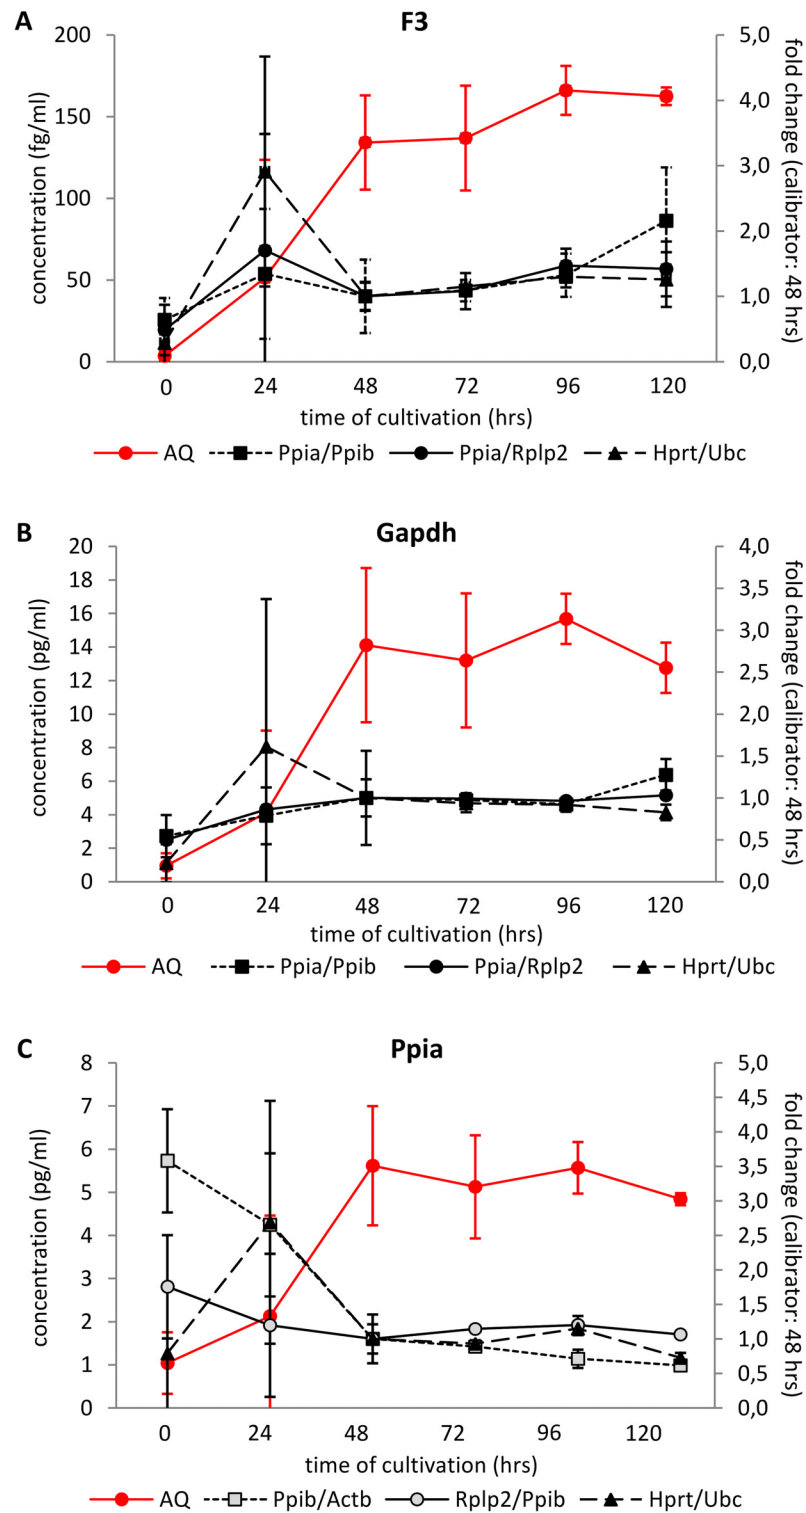 A
F3
200
150
100
50
0
concentration (fg/ml)
5,0
4,0
3,0
2,0
1,0
0,0
fold change (calibrator: 48 hrs)
0 24 48 72 96 120
time of cultivation (hrs)
AQ Ppia/Ppib Ppia/Rplp2 Hprt/Ubc
B
Gapdh
20
18
16
14
12
10
8
6
4
2
0
concentration (pg/ml)
4,0
3,5
3,0
2,5
2,0
1,5
1,0
0,5
0,0
fold change (calibrator: 48 hrs)
0 24 48 72 96 120
time of cultivation (hrs)
AQ Ppia/Ppib Ppia/Rplp2 Hprt/Ubc
C
Ppia
8
7
6
5
4
3
2
1
0
concentration (pg/ml)
5,0
4,5
4,0
3,5
3,0
2,5
2,0
1,5
1,0
0,5
0,0
fold change (calibrator: 48 hrs)
0 24 48 72 96 120
time of cultivation (hrs)
AQ Ppib/Actb Rplp2/Ppib Hprt/Ubc